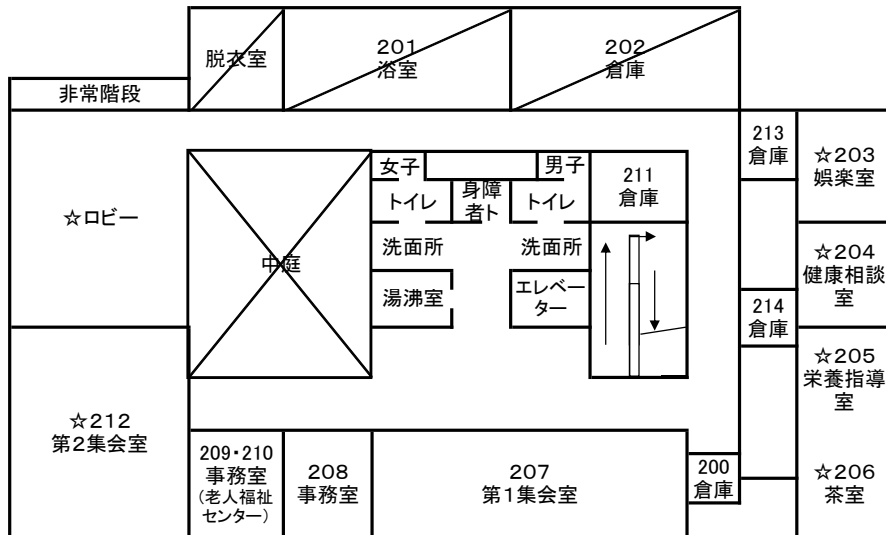 脱衣室
201
浴室
202
倉庫
非常階段
213
倉庫
☆203
娯楽室
女子
男子
211
倉庫
トイレ
身障
者ト
トイレ
☆ロビー
洗面所
洗面所
☆204
健康相談
室
中庭
湯沸室
エレベー
ター
214
倉庫
☆205
栄養指導
室
☆212
第2集会室
209・210
事務室
(老人福祉
センター)
208
事務室
207
第1集会室
200
倉庫
☆206
茶室